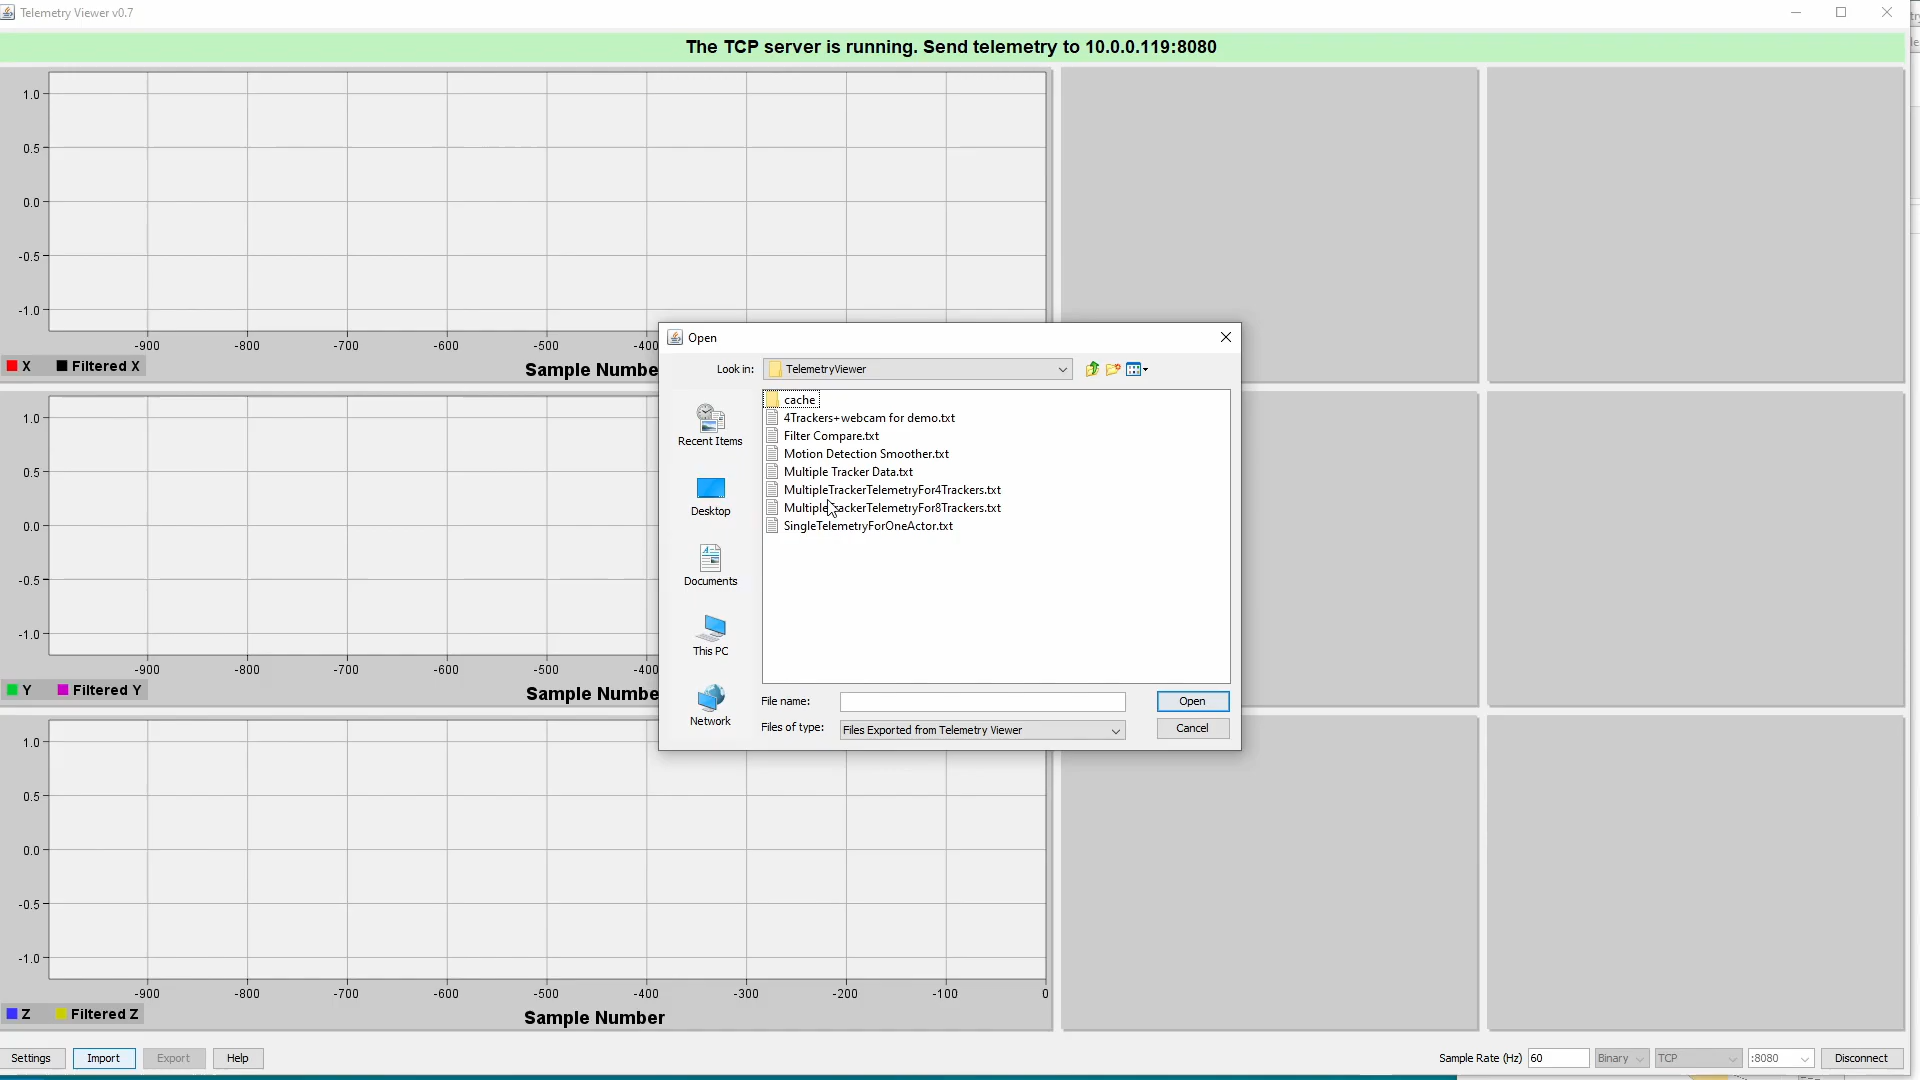 Telemetry Viewer v0.7
The TCP server is running. Send telemetry to 10.0.0.119:8080
1.0
0.5
0.0
-0.5
-1.0
-900 -800 -700 -600 -500 -400
X Filtered X
Sample Numbe
1.0
0.5
0.0
-0.5
-1.0
-900 -800 -700 -600 -500 -400
Y Filtered Y
Sample Numbe
1.0
0.5
0.0
-0.5
-1.0
-900 -800 -700 -600 -500 -400 -300 -200 -100 0
Z Filtered Z
Sample Number
Open
Look in: TelemetryViewer
Recent Items
Desktop
Documents
This PC
Network
cache
4Trackers+webcam for demo.txt
Filter Compare.txt
Motion Detection Smoother.txt
Multiple Tracker Data.txt
MultipleTrackerTelemetryFor4Trackers.txt
MultipleTrackerTelemetryFor8Trackers.txt
SingleTelemetryForOneActor.txt
File name:
Open
Files of type: Files Exported from Telemetry Viewer
Cancel
Settings Import Export Help Sample Rate (Hz) 60 Binary TCP :8080 Disconnect